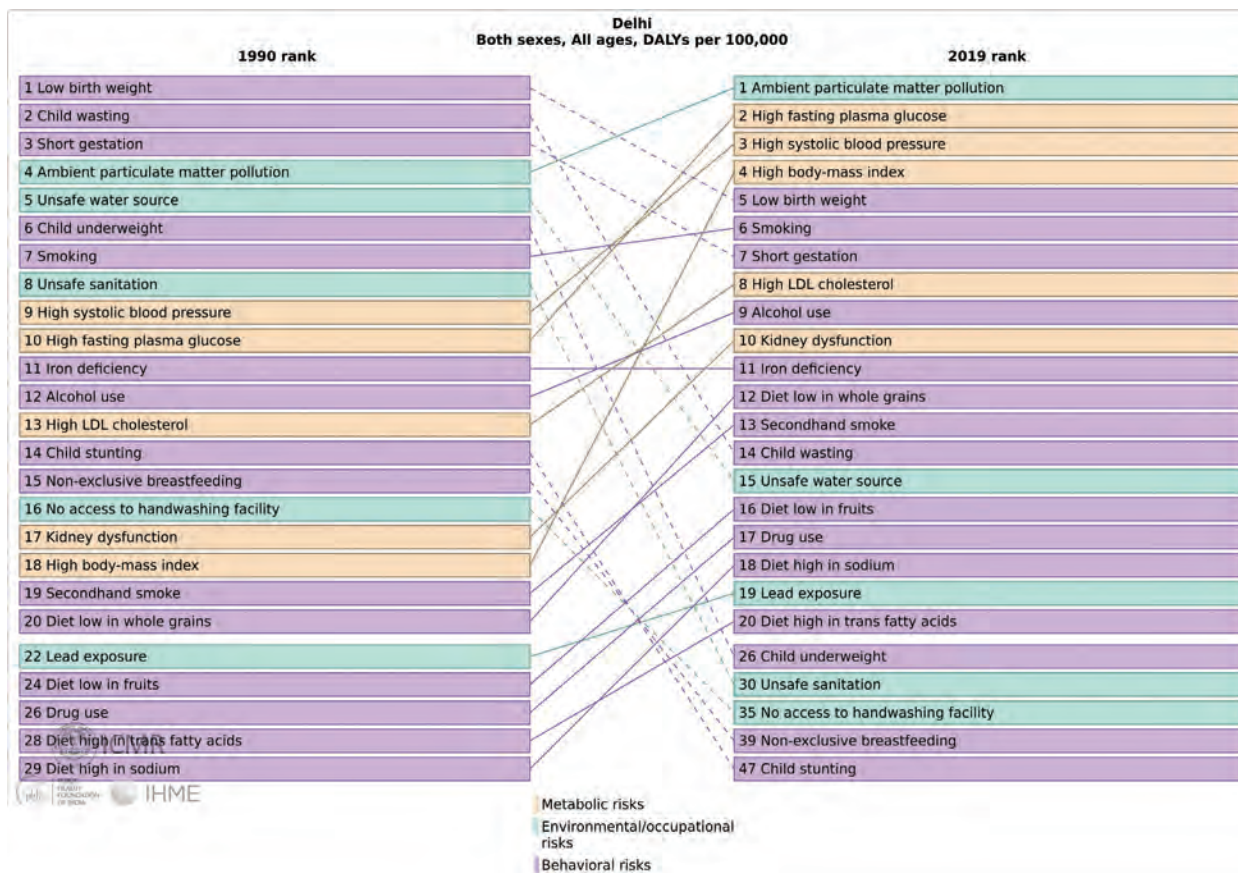 Delhi
Both sexes, All ages, DALYs per 100,000
1990 rank
1 Low birth weight
2 Child wasting
3 Short gestation
4 Ambient particulate matter pollution
5 Unsafe water source
6 Child underweight
7 Smoking
8 Unsafe sanitation
9 High systolic blood pressure
10 High fasting plasma glucose
11 Iron deficiency
12 Alcohol use
13 High LDL cholesterol
14 Child stunting
15 Non-exclusive breastfeeding
16 No access to handwashing facility
17 Kidney dysfunction
18 High body-mass index
19 Secondhand smoke
20 Diet low in whole grains
22 Lead exposure
24 Diet low in fruits
26 Drug use
28 Diet high in trans fatty acids
29 Diet high in sodium
2019 rank
1 Ambient particulate matter pollution
2 High fasting plasma glucose
3 High systolic blood pressure
4 High body-mass index
5 Low birth weight
6 Smoking
7 Short gestation
8 High LDL cholesterol
9 Alcohol use
10 Kidney dysfunction
11 Iron deficiency
12 Diet low in whole grains
13 Secondhand smoke
14 Child wasting
15 Unsafe water source
16 Diet low in fruits
17 Drug use
18 Diet high in sodium
19 Lead exposure
20 Diet high in trans fatty acids
26 Child underweight
30 Unsafe sanitation
35 No access to handwashing facility
39 Non-exclusive breastfeeding
47 Child stunting
ICMR
IHME
Metabolic risks
Environmental/occupational
risks
Behavioral risks